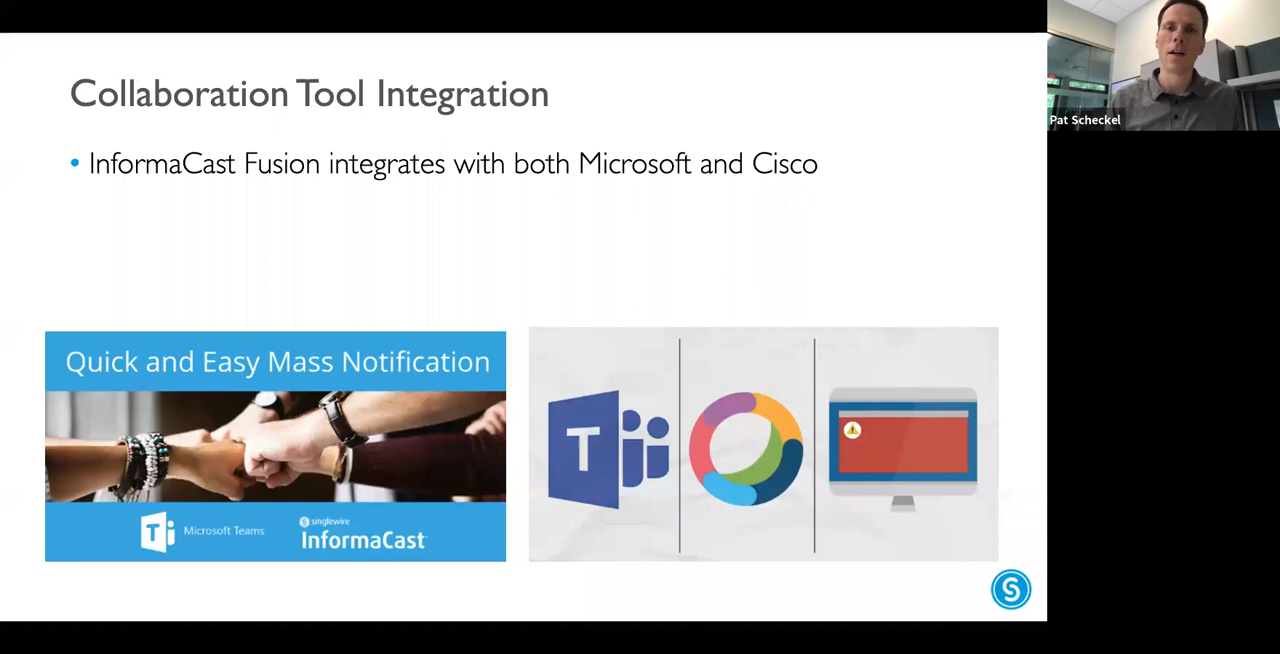 Collaboration Tool Integration
• InformaCast Fusion integrates with both Microsoft and Cisco
Quick and Easy Mass Notification
T
Microsoft Teams
singlewire
InformaCast
T
S
Pat Scheckel